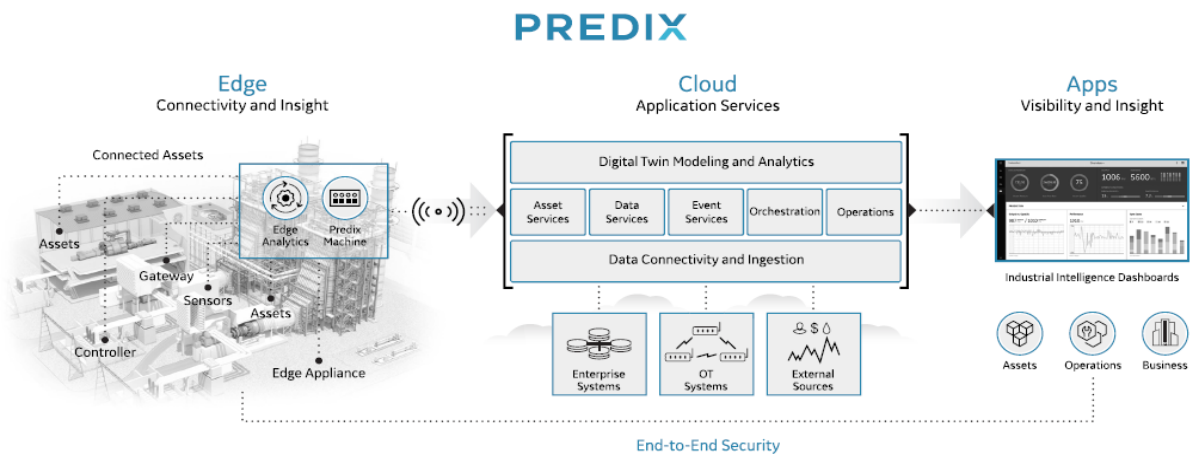 PREDIX
Edge
Connectivity and Insight
Connected Assets
Edge
Analytics
Predix
Machine
Assets
Gateway
Sensors
Assets
Controller
Edge Appliance
Cloud
Application Services
Digital Twin Modeling and Analytics
Asset
Services
Data
Services
Event
Services
Orchestration
Operations
Data Connectivity and Ingestion
Enterprise
Systems
OT
Systems
$
External
Sources
Apps
Visibility and Insight
1006
5600
Industrial Intelligence Dashboards
Assets
Operations
Business
End-to-End Security